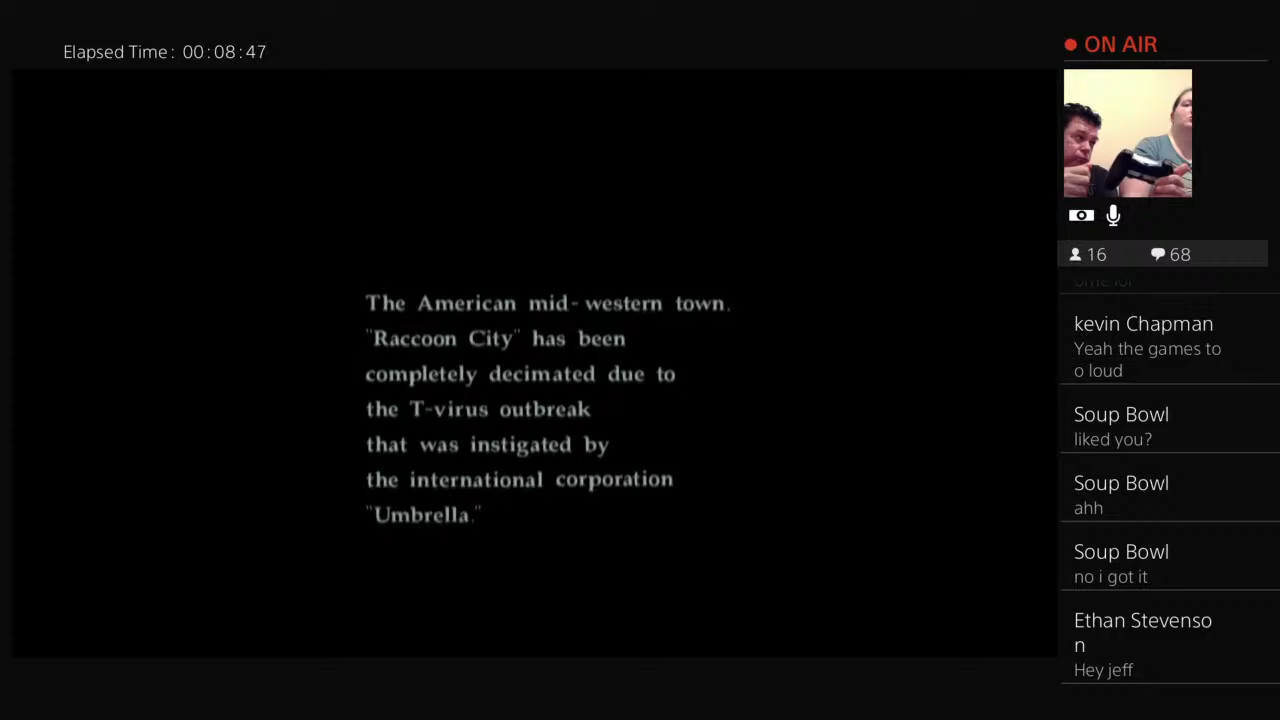 Elapsed Time: 00:08:47
ON AIR
16 68
The American mid-western town.
"Raccoon City" has been
completely decimated due to
the T-virus outbreak
that was instigated by
the international corporation
"Umbrella."
kevin Chapman
Yeah the games to
o loud
Soup Bowl
liked you?
Soup Bowl
ahh
Soup Bowl
no i got it
Ethan Stevenso
n
Hey jeff